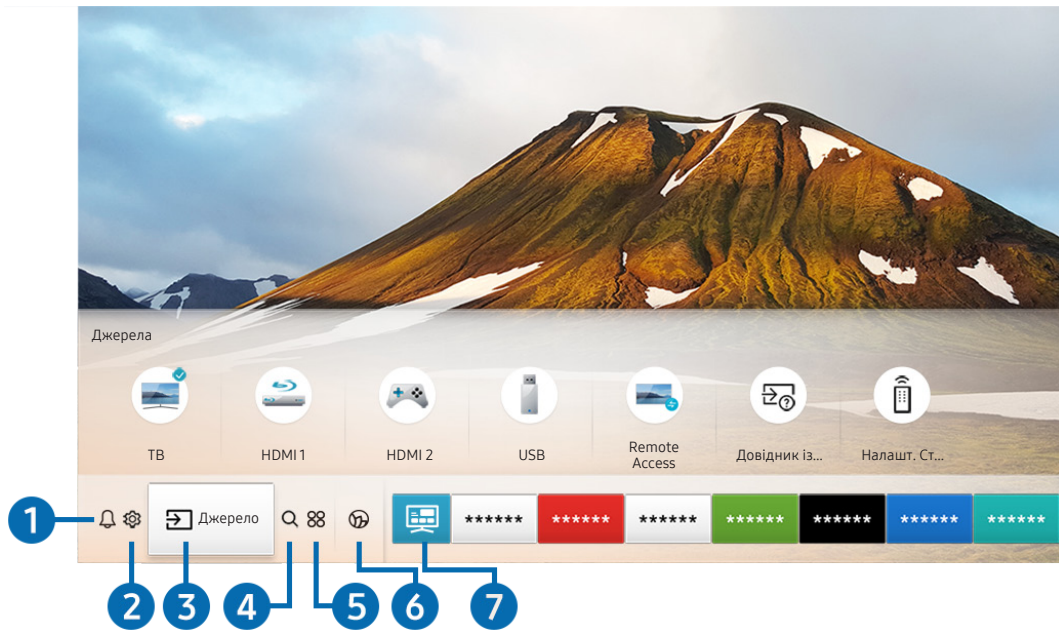 Джерела
ТВ
HDMI 1
HDMI 2
USB
Remote
Access
Довідник із...
Налашт. Ст...
1
Джерело
******
******
******
******
******
******
******
2
3
4
5
6
7